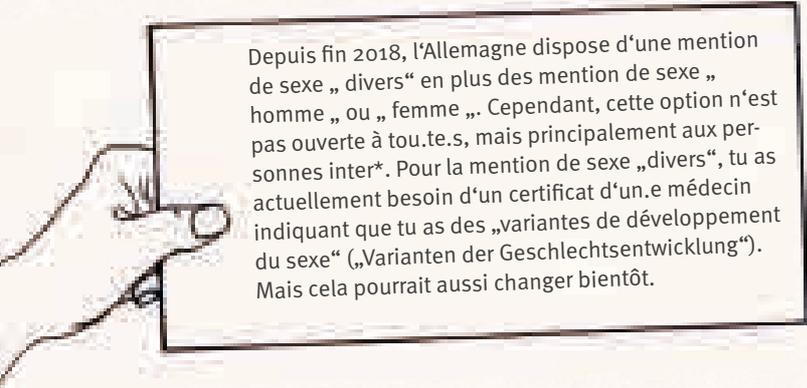 Depuis fin 2018, l‘Allemagne dispose d‘une mention
de sexe „ divers“ en plus des mention de sexe „
homme „ ou „ femme „. Cependant, cette option n‘est
pas ouverte à tou.te.s, mais principalement aux per-
sonnes inter*. Pour la mention de sexe „divers“, tu as
actuellement besoin d‘un certificat d‘un.e médecin
indiquant que tu as des „variantes de développement
du sexe“ („Varianten der Geschlechtsentwicklung“).
Mais cela pourrait aussi changer bientôt.